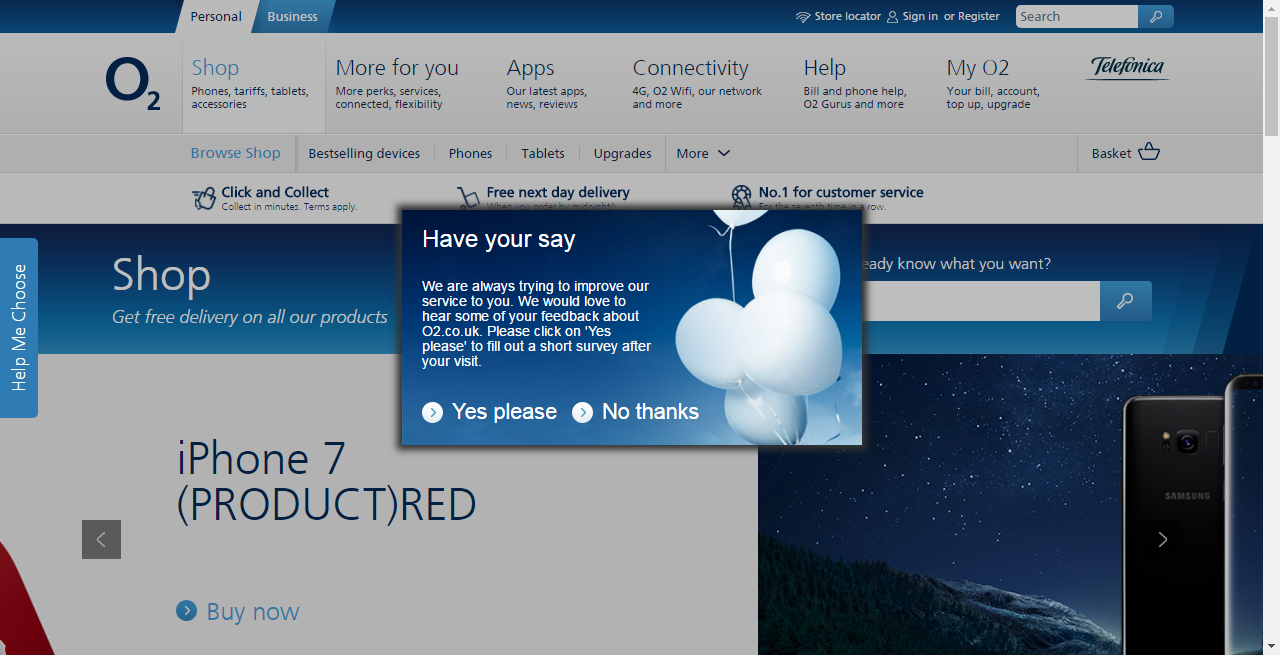 Personal
Business
Store locator
Sign in or Register
Search
O2
Shop
Phones, tariffs, tablets,
accessories
More for you
More perks, services,
connected, flexibility
Apps
Our latest apps,
news, reviews
Connectivity
4G, O2 Wifi, our network
and more
Help
Bill and phone help,
O2 Gurus and more
My O2
Your bill, account,
top up, upgrade
Telefónica
Browse Shop
Bestselling devices
Phones
Tablets
Upgrades
More
Basket
Click and Collect
Collect in minutes. Terms apply.
Free next day delivery
When you order by midnight^
No.1 for customer service
For the seventh time in a row.
Help Me Choose
Shop
Get free delivery on all our products
know what you want?
Have your say
We are always trying to improve our
service to you. We would love to
hear some of your feedback about
O2.co.uk. Please click on 'Yes
please' to fill out a short survey after
your visit.
Yes please
No thanks
iPhone 7
(PRODUCT)RED
Buy now
SAMSUNG